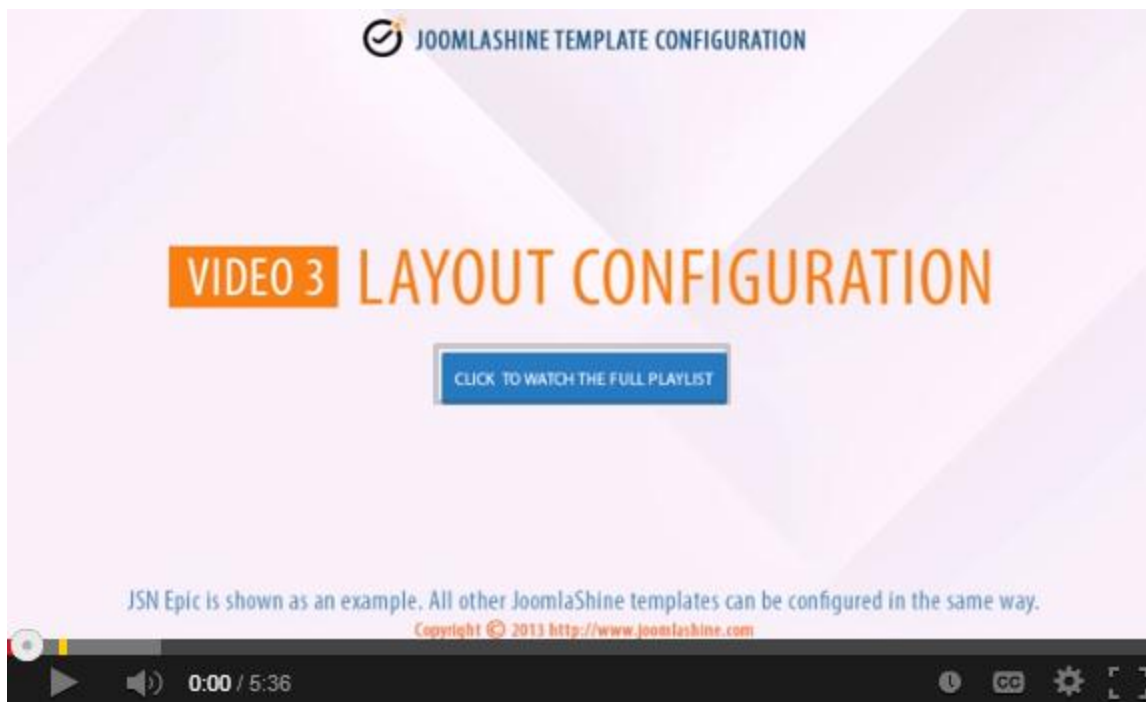 JOOMLASHINE TEMPLATE CONFIGURATION
VIDEO 3 LAYOUT CONFIGURATION
CLICK TO WATCH THE FULL PLAYLIST
JSN Epic is shown as an example. All other JoomlaShine templates can be configured in the same way.
Copyright © 2013 http://www.joomlashine.com
0:00 / 5:36 CC